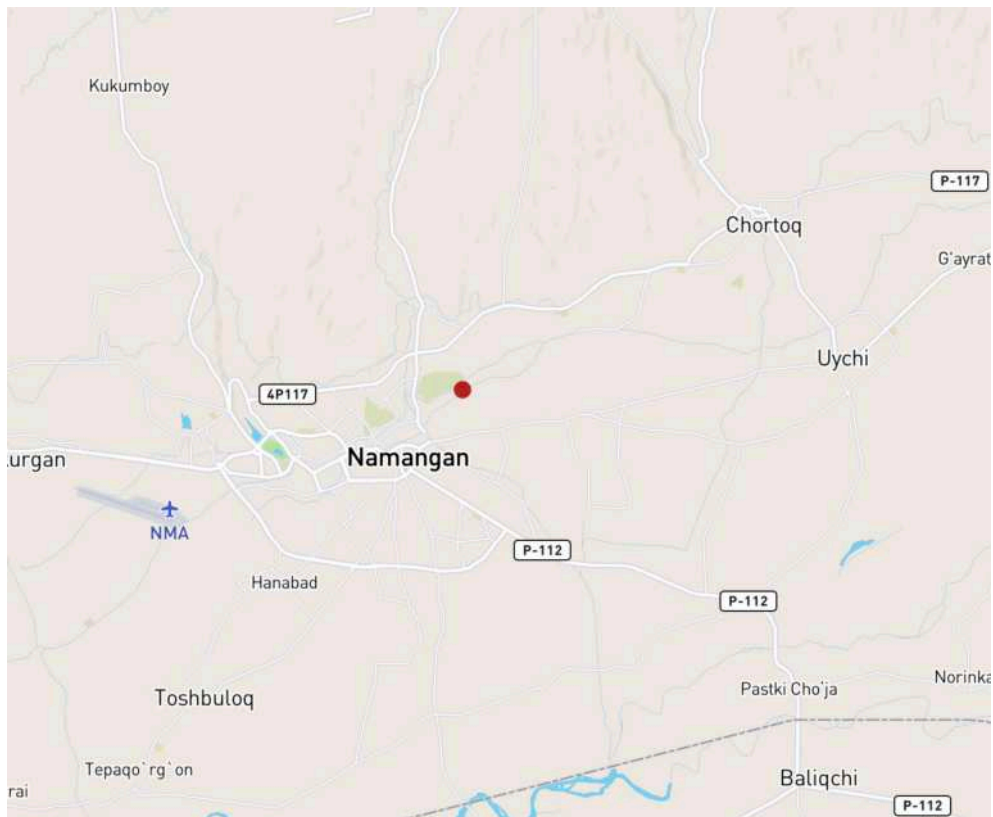 Kukumboy
P-117
Chortoq
G'ayrat
Uychi
4P117
Namangan
urgan
NMA
P-112
Hanabad
P-112
Norinka
Pastki Cho'ja
Toshbuloq
Tepaqo`rg`on
Baliqchi
rai
P-112